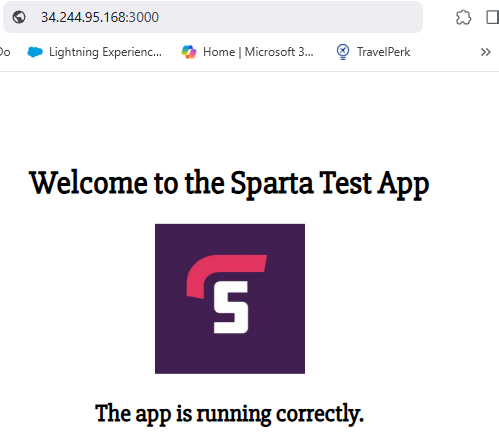 34.244.95.168:3000
Do Lightning Experienc... Home | Microsoft 3... TravelPerk »
Welcome to the Sparta Test App
S
The app is running correctly.